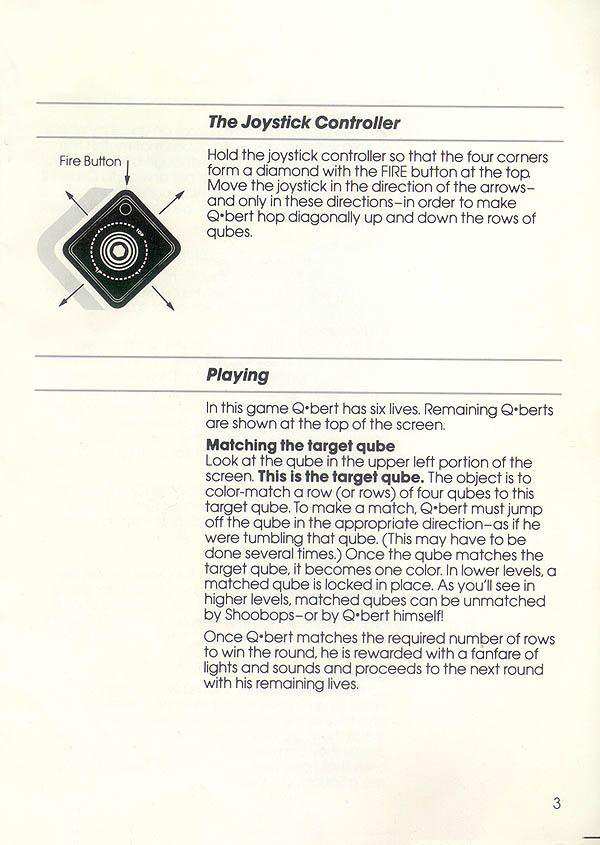 The Joystick Controller
Fire Button
Hold the joystick controller so that the four corners
form a diamond with the FIRE button at the top.
Move the joystick in the direction of the arrows–
and only in these directions–in order to make
Q•bert hop diagonally up and down the rows of
qubes.
TOP
Playing
In this game Q•bert has six lives. Remaining Q•berts
are shown at the top of the screen.
Matching the target qube
Look at the qube in the upper left portion of the
screen. This is the target qube. The object is to
color-match a row (or rows) of four qubes to this
target qube. To make a match, Q•bert must jump
off the qube in the appropriate direction–as if he
were tumbling that qube. (This may have to be
done several times.) Once the qube matches the
target qube, it becomes one color. In lower levels, a
matched qube is locked in place. As you'll see in
higher levels, matched qubes can be unmatched
by Shoobops–or by Q•bert himself!
Once Q•bert matches the required number of rows
to win the round, he is rewarded with a fanfare of
lights and sounds and proceeds to the next round
with his remaining lives.
3